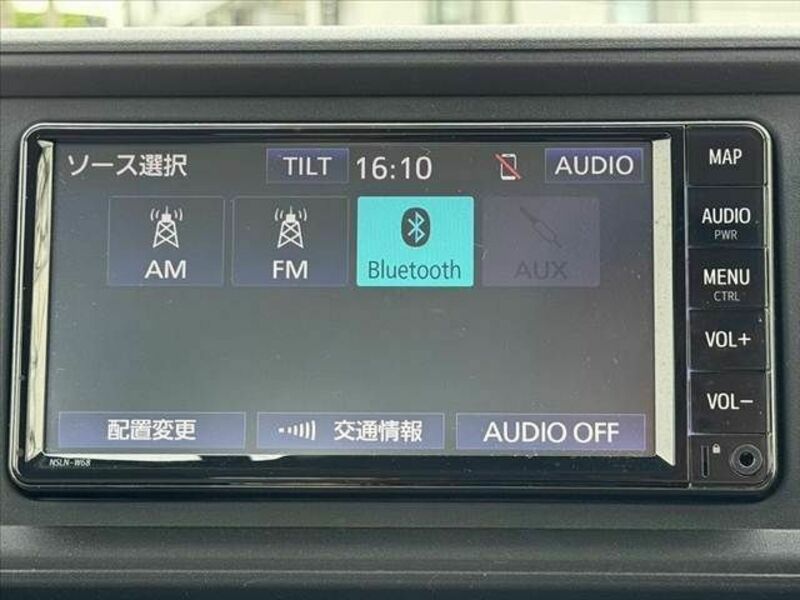 ソース選択 TILT 16:10 AUDIO
AM FM Bluetooth AUX
配置変更 交通情報 AUDIO OFF
NSLN-W68
MAP
AUDIO
PWR
MENU
CTRL
VOL+
VOL-